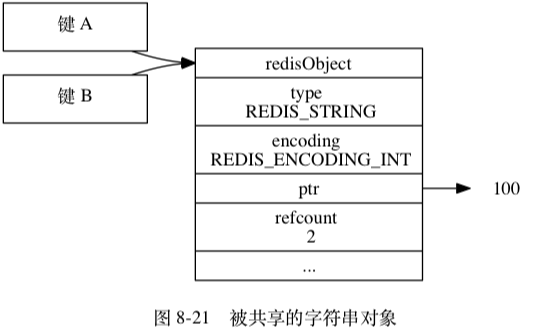 键 A
键 B
redisObject
type
REDIS_STRING
encoding
REDIS_ENCODING_INT
ptr
100
refcount
2
...
图 8-21 被共享的字符串对象